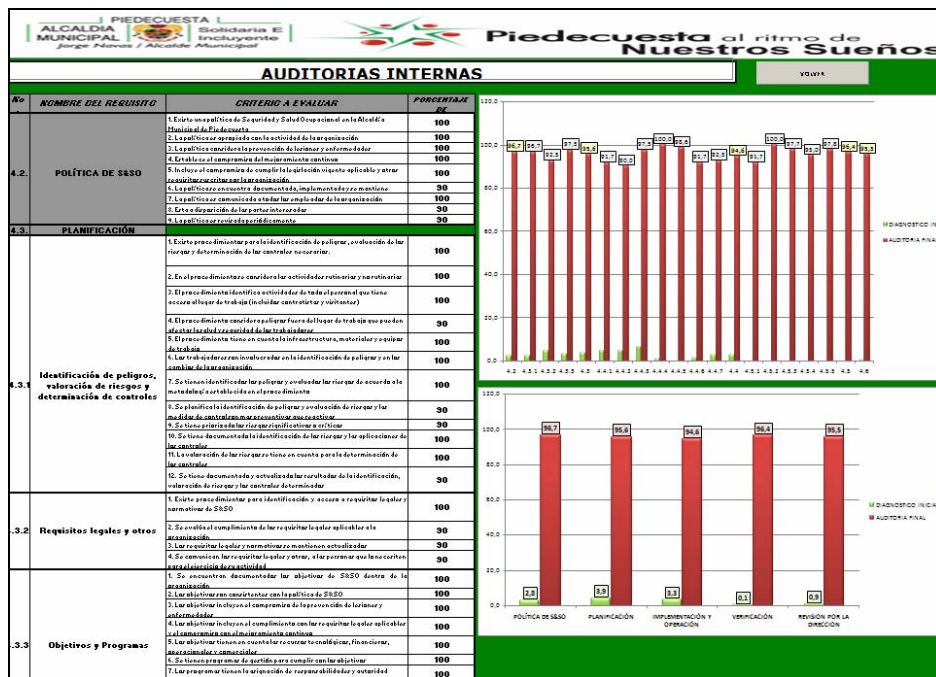 PIEDECUESTA
ALCALDIA MUNICIPAL
Solidaria E Incluyente
Jorge Navas / Alcalde Municipal
Piedecuesta al ritmo de
Nuestros Sueños
AUDITORIAS INTERNAS
VOLVER
No
NOMBRE DEL REQUISITO
CRITERIO A EVALUAR
PORCENTAJE DE
4.2.
POLÍTICA DE S&SO
1. Existe una política de Seguridad y Salud Ocupacional en la Alcaldía
Municipal de Piedecuesta
100
2. La política es apropiada con la actividad de la organización
100
3. La política considera la prevención de lesiones y enfermedades
100
4. Establece el compromiso del mejoramiento continuo
100
5. Incluye el compromiso de cumplir la legislación vigente aplicable y otros
requisitos suscritos por la organización
100
6. La política se encuentra documentada, implementada y se mantiene
90
7. La política es comunicada a todos los empleados de la organización
100
8. Esta a disposición de las partes interesadas
90
9. La política es revisada periódicamente
90
4.3.
PLANIFICACIÓN
4.3.1
Identificación de peligros,
valoración de riesgos y
determinación de controles
1. Existe procedimientos para la identificación de peligros, evaluación de los
riesgos y determinación de los controles necesarios.
100
2. En el procedimiento se considera las actividades rutinarias y no rutinarias
100
3. El procedimiento identifica actividades de todo el personal que tiene
acceso al lugar de trabajo (incluidos contratistas y visitantes)
100
4. El procedimiento considera peligros fuera del lugar de trabajo que pueden
afectar la salud y seguridad de los trabajadores
90
5. El procedimiento tiene en cuenta la infraestructura, materiales y equipos
de trabajo
100
6. Los trabajadores son involucrados en la identificación de peligros y en los
cambios de la organización
100
7. Se tienen identificados los peligros y evaluados los riesgos de acuerdo a la
metodología establecida en el procedimiento
100
8. Se planifica la identificación de peligros y evaluación de riesgos y las
medidas de control son mas preventivas que reactivas
90
9. Se tiene priorizado los riesgos significativos o críticos
90
10. Se tiene documentada la identificación de los riesgos y las aplicaciones de
los controles
100
11. La valoración de los riesgos se tiene en cuenta para la determinación de
los controles
100
12. Se tiene documentado y actualizado los resultados de la identificación,
valoración de riesgos y los controles determinados
90
4.3.2
Requisitos legales y otros
1. Existe procedimientos para identificación y acceso a requisitos legales y
normativas de S&SO
100
2. Se evalúa el cumplimiento de los requisitos legales aplicables a la
organización
90
3. Los requisitos legales y normativos se mantienen actualizados
90
4. Se comunican los requisitos legales y otros, a las personas que lo necesiten
para el ejercicio de su actividad
90
.3.3
Objetivos y Programas
1. Se encuentran documentados los objetivos de S&SO dentro de la
organización
100
2. Los objetivos son consistentes con la política de S&SO
100
3. Los objetivos incluyen el compromiso de la prevención de lesiones y
enfermedades
100
4. Los objetivos incluyen el cumplimiento con los requisitos legales aplicables
y el compromiso con el mejoramiento continuo
100
5. Los objetivos tienen en cuenta los recursos tecnológicos, financieros,
operacionales y comerciales
100
6. Se tienen programas de gestión para cumplir con los objetivos
100
7. Los programas tienen la asignación de responsabilidades y autoridad
100
120,0
100,0
80,0
60,0
40,0
20,0
0,0
96,7 96,7 92,5 97,5 95,6 91,7 90,0 97,5 100,0 98,8 91,7 92,8 94,6 91,7 100,0 97,7 95,0 97,8 96,4 95,5
DIAGNOSTICO INI
AUDITORIA FINAL
4.2 4.3.1 4.3.2 4.3.3 4.3 4.4.1 4.4.2 4.4.3 4.4.4 4.4.5 4.4.6 4.4.7 4.4 4.5.1 4.5.2 4.5.3 4.5.4 4.5.5 4.5 4.6
120,0
100,0
80,0
60,0
40,0
20,0
0,0
96,7 95,6 94,6 96,4 95,5
2,8 3,9 3,3 0,1 0,9
DIAGNOSTICO INICIA
AUDITORIA FINAL
POLÍTICA DE S&SO
PLANIFICACIÓN
IMPLEMENTACIÓN Y OPERACIÓN
VERIFICACIÓN
REVISIÓN POR LA DIRECCIÓN